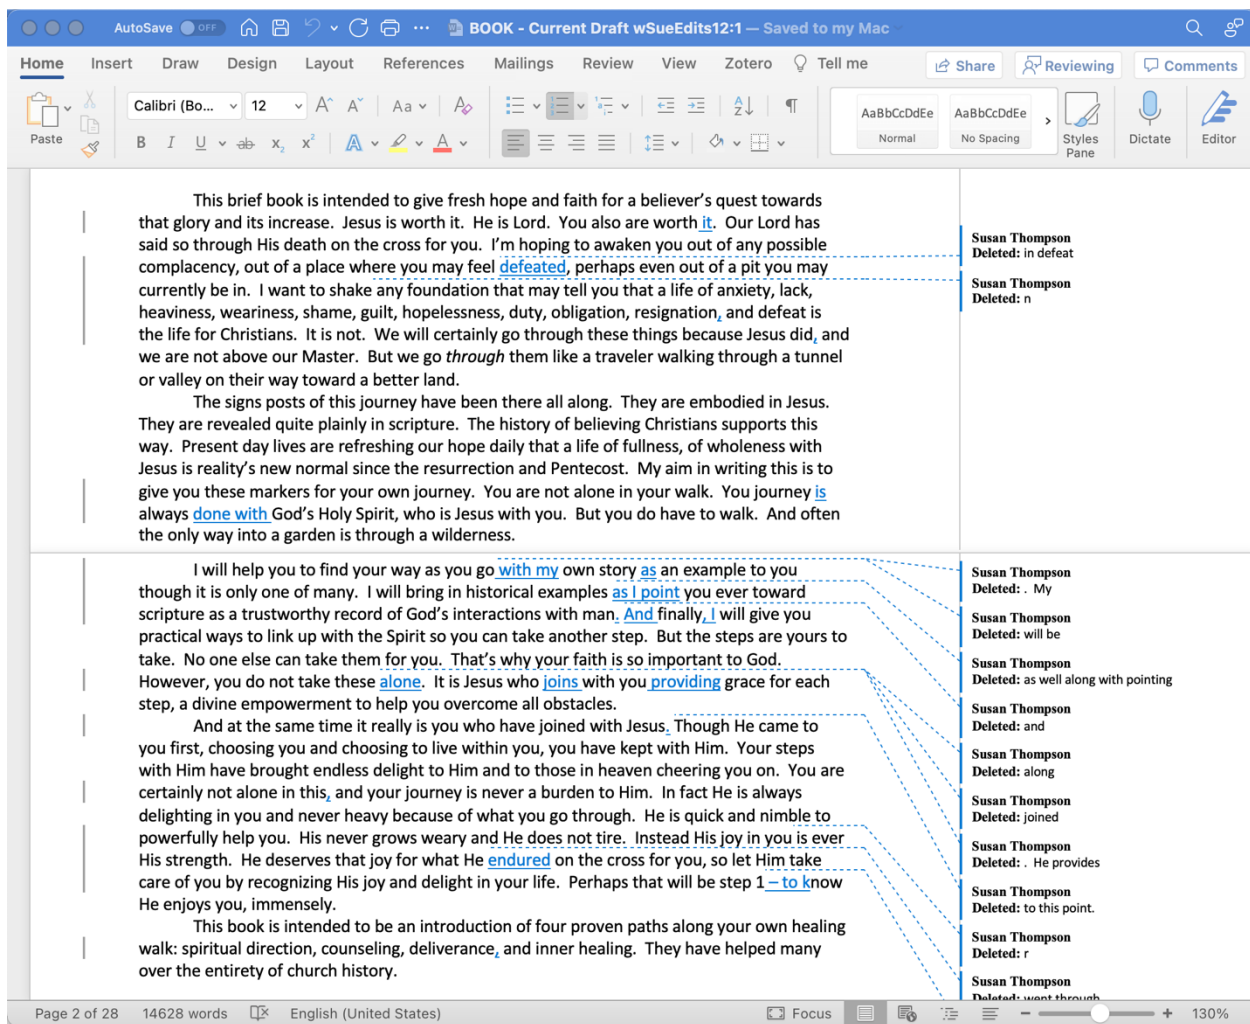 AutoSave OFF BOOK - Current Draft wSueEdits12:1 — Saved to my Mac
Home Insert Draw Design Layout References Mailings Review View Zotero Tell me Share Reviewing Comments
Paste Calibri (Bo... 12 A^ A˅ Aa A AaBbCcDdEe AaBbCcDdEe
B I U ab x₂ x² A A Normal No Spacing Styles Pane Dictate Editor
This brief book is intended to give fresh hope and faith for a believer's quest towards
that glory and its increase. Jesus is worth it. He is Lord. You also are worth it. Our Lord has
said so through His death on the cross for you. I'm hoping to awaken you out of any possible
complacency, out of a place where you may feel defeated, perhaps even out of a pit you may
currently be in. I want to shake any foundation that may tell you that a life of anxiety, lack,
heaviness, weariness, shame, guilt, hopelessness, duty, obligation, resignation, and defeat is
the life for Christians. It is not. We will certainly go through these things because Jesus did, and
we are not above our Master. But we go through them like a traveler walking through a tunnel
or valley on their way toward a better land.
The signs posts of this journey have been there all along. They are embodied in Jesus.
They are revealed quite plainly in scripture. The history of believing Christians supports this
way. Present day lives are refreshing our hope daily that a life of fullness, of wholeness with
Jesus is reality's new normal since the resurrection and Pentecost. My aim in writing this is to
give you these markers for your own journey. You are not alone in your walk. You journey is
always done with God's Holy Spirit, who is Jesus with you. But you do have to walk. And often
the only way into a garden is through a wilderness.
I will help you to find your way as you go with my own story as an example to you
though it is only one of many. I will bring in historical examples as I point you ever toward
scripture as a trustworthy record of God's interactions with man. And finally, I will give you
practical ways to link up with the Spirit so you can take another step. But the steps are yours to
take. No one else can take them for you. That's why your faith is so important to God.
However, you do not take these alone. It is Jesus who joins with you providing grace for each
step, a divine empowerment to help you overcome all obstacles.
And at the same time it really is you who have joined with Jesus. Though He came to
you first, choosing you and choosing to live within you, you have kept with Him. Your steps
with Him have brought endless delight to Him and to those in heaven cheering you on. You are
certainly not alone in this, and your journey is never a burden to Him. In fact He is always
delighting in you and never heavy because of what you go through. He is quick and nimble to
powerfully help you. His never grows weary and He does not tire. Instead His joy in you is ever
His strength. He deserves that joy for what He endured on the cross for you, so let Him take
care of you by recognizing His joy and delight in your life. Perhaps that will be step 1 – to know
He enjoys you, immensely.
This book is intended to be an introduction of four proven paths along your own healing
walk: spiritual direction, counseling, deliverance, and inner healing. They have helped many
over the entirety of church history.
Susan Thompson
Deleted: in defeat
Susan Thompson
Deleted: n
Susan Thompson
Deleted: . My
Susan Thompson
Deleted: will be
Susan Thompson
Deleted: as well along with pointing
Susan Thompson
Deleted: and
Susan Thompson
Deleted: along
Susan Thompson
Deleted: joined
Susan Thompson
Deleted: . He provides
Susan Thompson
Deleted: to this point.
Susan Thompson
Deleted: r
Susan Thompson
Deleted: went through
Page 2 of 28 14628 words English (United States) Focus 130%